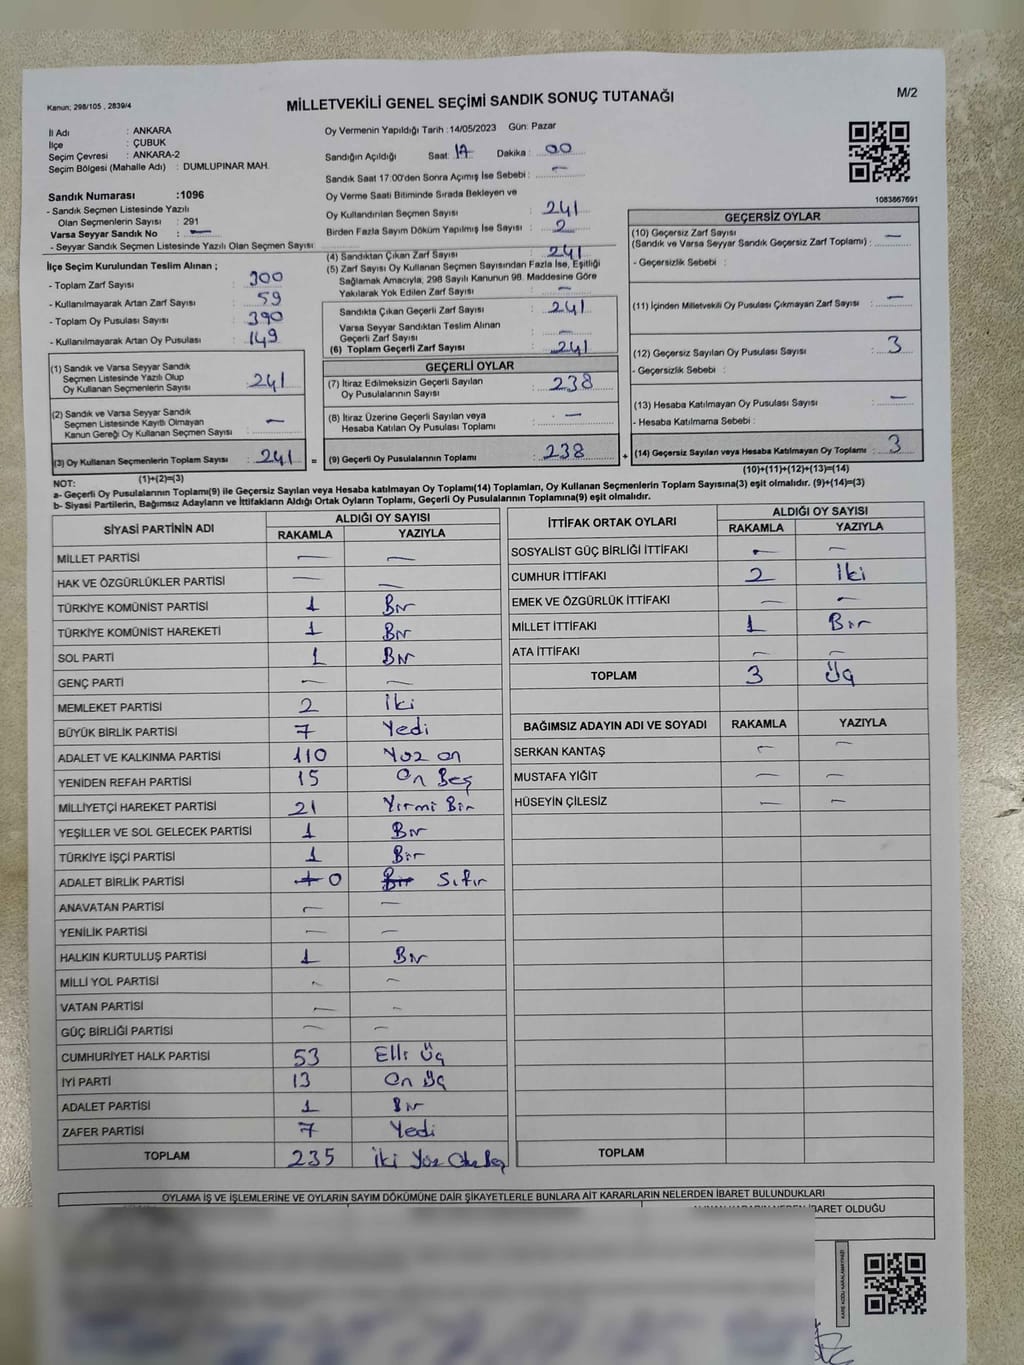 Kanun; 298/105 , 2839/4
MİLLETVEKİLİ GENEL SEÇİMİ SANDIK SONUÇ TUTANAĞI
M/2
İl Adı : ANKARA
İlçe : ÇUBUK
Seçim Çevresi : ANKARA-2
Seçim Bölgesi (Mahalle Adı) : DUMLUPINAR MAH.
Sandık Numarası :1096
- Sandık Seçmen Listesinde Yazılı
Olan Seçmenlerin Sayısı : 291
Varsa Seyyar Sandık No : —
- Seyyar Sandık Seçmen Listesinde Yazılı Olan Seçmen Sayısı
İlçe Seçim Kurulundan Teslim Alınan ;
- Toplam Zarf Sayısı : 300
- Kullanılmayarak Artan Zarf Sayısı : 59
- Toplam Oy Pusulası Sayısı : 390
- Kullanılmayarak Artan Oy Pusulası : 149
(1) Sandık ve Varsa Seyyar Sandık
Seçmen Listesinde Yazılı Olup
Oy Kullanan Seçmenlerin Sayısı : 241
(2) Sandık ve Varsa Seyyar Sandık
Seçmen Listesinde Kayıtlı Olmayan
Kanun Gereği Oy Kullanan Seçmen Sayısı : —
(3) Oy Kullanan Seçmenlerin Toplam Sayısı : 241 =
(1)+(2)=(3)
Oy Vermenin Yapıldığı Tarih :14/05/2023 Gün: Pazar
Sandığın Açıldığı Saat: 17 Dakika : 00
Sandık Saat 17:00'den Sonra Açımış İse Sebebi : —
Oy Verme Saati Bitiminde Sırada Bekleyen ve
Oy Kullandırılan Seçmen Sayısı : 241
Birden Fazla Sayım Döküm Yapılmış İse Sayısı : 2
(4) Sandıktan Çıkan Zarf Sayısı : 241
(5) Zarf Sayısı Oy Kullanan Seçmen Sayısından Fazla İse, Eşitliği
Sağlamak Amacıyla, 298 Sayılı Kanunun 98. Maddesine Göre
Yakılarak Yok Edilen Zarf Sayısı : —
Sandıkta Çıkan Geçerli Zarf Sayısı : 241
Varsa Seyyar Sandıktan Teslim Alınan
Geçerli Zarf Sayısı : —
(6) Toplam Geçerli Zarf Sayısı : 241
GEÇERLİ OYLAR
(7) İtiraz Edilmeksizin Geçerli Sayılan
Oy Pusulalarının Sayısı : 238
(8) İtiraz Üzerine Geçerli Sayılan veya
Hesaba Katılan Oy Pusulası Toplamı : —
(9) Geçerli Oy Pusulalarının Toplamı : 238 +
1083867691
GEÇERSİZ OYLAR
(10) Geçersiz Zarf Sayısı
(Sandık ve Varsa Seyyar Sandık Geçersiz Zarf Toplamı) : —
- Geçersizlik Sebebi :
(11) İçinden Milletvekili Oy Pusulası Çıkmayan Zarf Sayısı : —
(12) Geçersiz Sayılan Oy Pusulası Sayısı : 3
- Geçersizlik Sebebi :
(13) Hesaba Katılmayan Oy Pusulası Sayısı : —
- Hesaba Katılmama Sebebi :
(14) Geçersiz Sayılan veya Hesaba Katılmayan Oy Toplamı : 3
(10)+(11)+(12)+(13)=(14)
NOT:
a- Geçerli Oy Pusulalarının Toplamı(9) ile Geçersiz Sayılan veya Hesaba katılmayan Oy Toplamı(14) Toplamları, Oy Kullanan Seçmenlerin Toplam Sayısına(3) eşit olmalıdır. (9)+(14)=(3)
b- Siyasi Partilerin, Bağımsız Adayların ve İttifakların Aldığı Ortak Oyların Toplamı, Geçerli Oy Pusulalarının Toplamına(9) eşit olmalıdır.
SİYASİ PARTİNİN ADI ALDIĞI OY SAYISI
RAKAMLA YAZIYLA
MİLLET PARTİSİ — —
HAK VE ÖZGÜRLÜKLER PARTİSİ — —
TÜRKİYE KOMÜNİST PARTİSİ 1 Bir
TÜRKİYE KOMÜNİST HAREKETİ 1 Bir
SOL PARTİ 1 Bir
GENÇ PARTİ — —
MEMLEKET PARTİSİ 2 İki
BÜYÜK BİRLİK PARTİSİ 7 Yedi
ADALET VE KALKINMA PARTİSİ 110 Yüz on
YENİDEN REFAH PARTİSİ 15 On Beş
MİLLİYETÇİ HAREKET PARTİSİ 21 Yirmi Bir
YEŞİLLER VE SOL GELECEK PARTİSİ 1 Bir
TÜRKİYE İŞÇİ PARTİSİ 1 Bir
ADALET BİRLİK PARTİSİ 1 0 Bir Sıfır
ANAVATAN PARTİSİ — —
YENİLİK PARTİSİ — —
HALKIN KURTULUŞ PARTİSİ 1 Bir
MİLLİ YOL PARTİSİ — —
VATAN PARTİSİ — —
GÜÇ BİRLİĞİ PARTİSİ — —
CUMHURİYET HALK PARTİSİ 53 Elli Üç
İYİ PARTİ 13 On Üç
ADALET PARTİSİ 1 Bir
ZAFER PARTİSİ 7 Yedi
TOPLAM 235 İki Yüz Otuz Beş
İTTİFAK ORTAK OYLARI ALDIĞI OY SAYISI
RAKAMLA YAZIYLA
SOSYALİST GÜÇ BİRLİĞİ İTTİFAKI — —
CUMHUR İTTİFAKI 2 İki
EMEK VE ÖZGÜRLÜK İTTİFAKI — —
MİLLET İTTİFAKI 1 Bir
ATA İTTİFAKI — —
TOPLAM 3 Üç
BAĞIMSIZ ADAYIN ADI VE SOYADI RAKAMLA YAZIYLA
SERKAN KANTAŞ — —
MUSTAFA YİĞİT — —
HÜSEYİN ÇİLESİZ — —
TOPLAM
OYLAMA İŞ VE İŞLEMLERİNE VE OYLARIN SAYIM DÖKÜMÜNE DAİR ŞİKAYETLERLE BUNLARA AİT KARARLARIN NELERDEN İBARET BULUNDUKLARI
İBARET OLDUĞU
KARE KODU KARALAMAYINIZ!